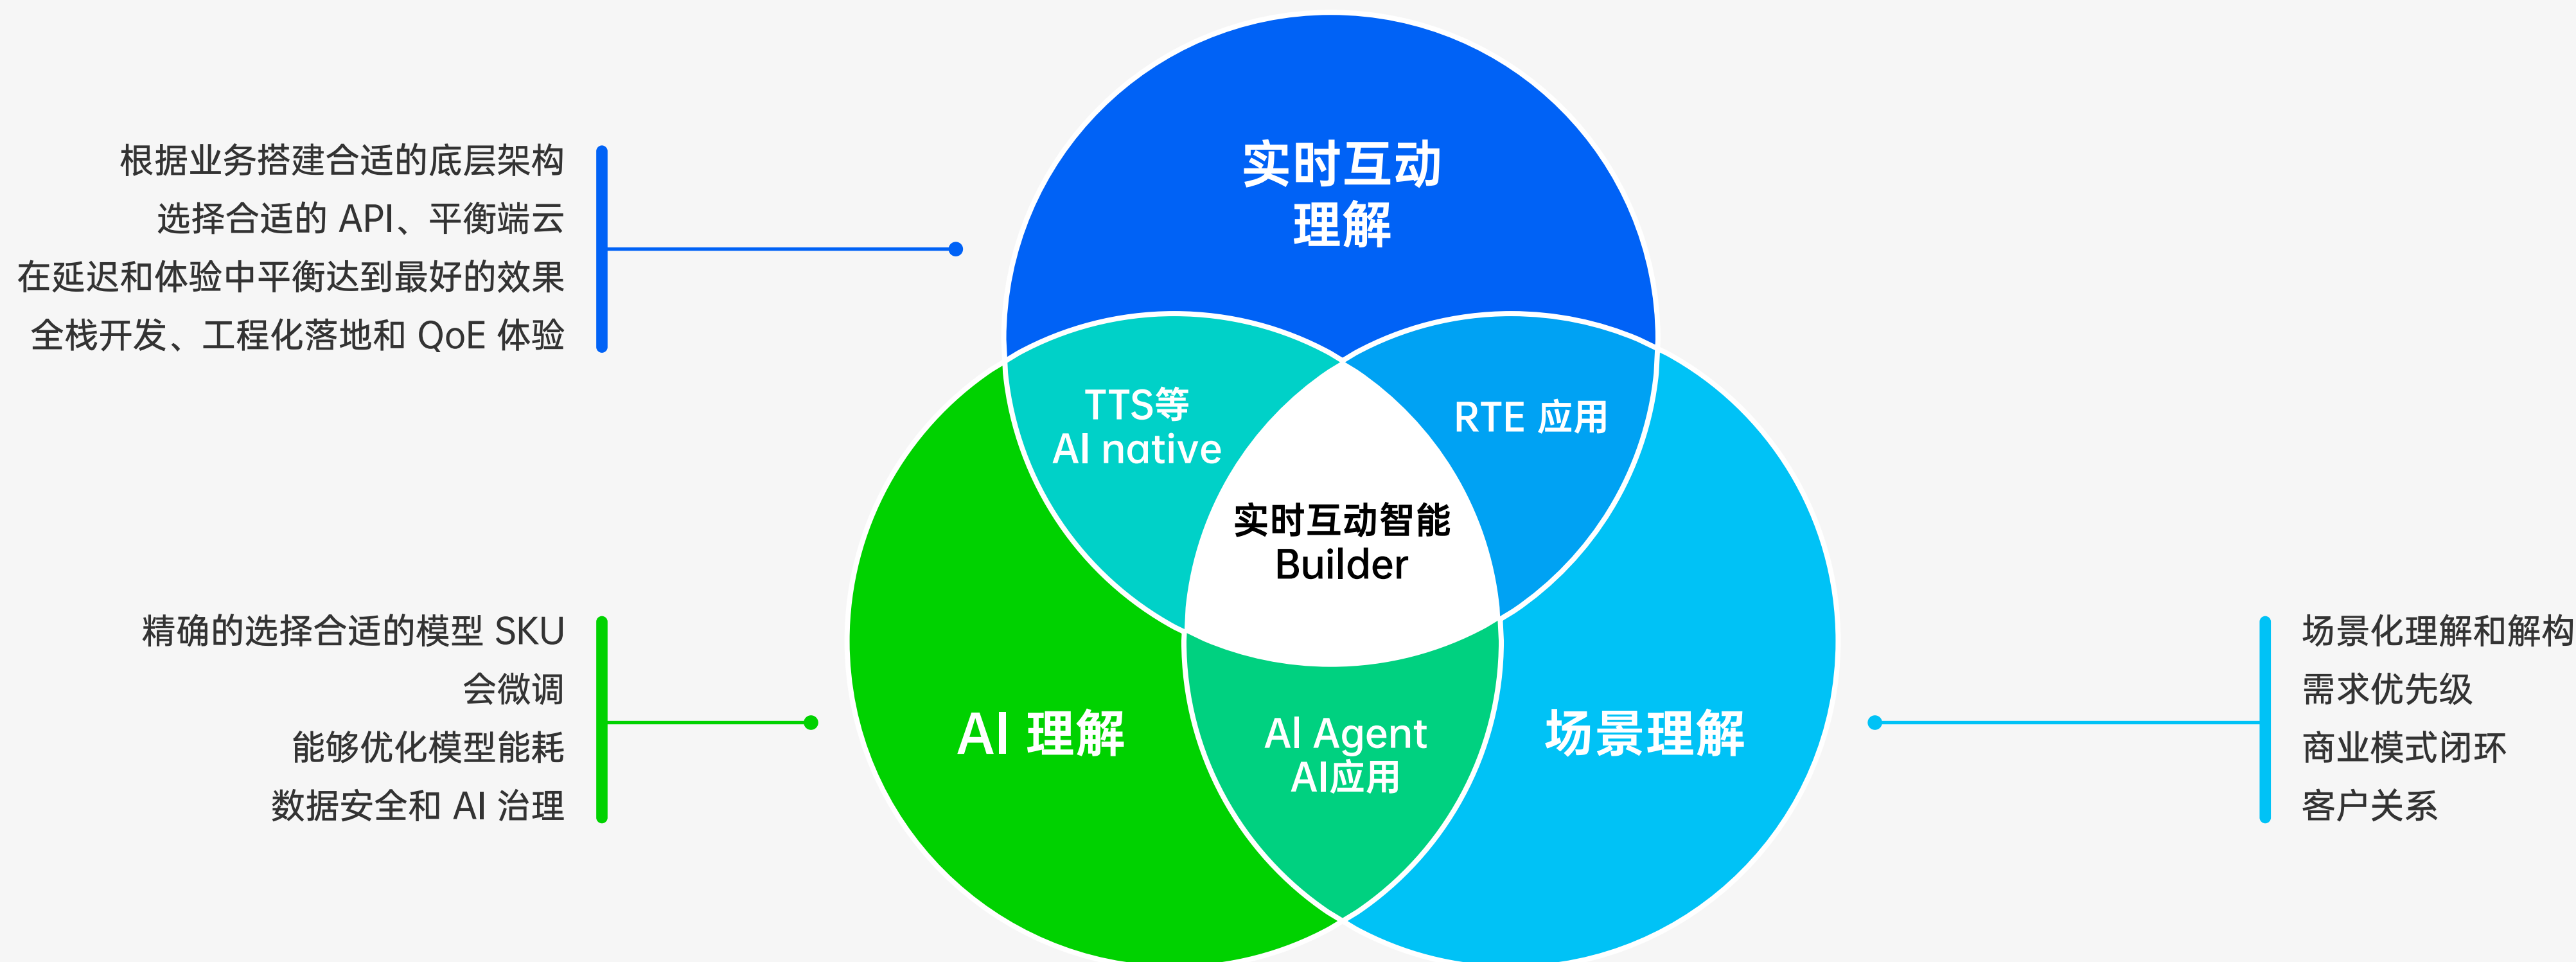 实时互动
理解
根据业务搭建合适的底层架构
选择合适的 API、平衡端云
在延迟和体验中平衡达到最好的效果
全栈开发、工程化落地和 QoE 体验
TTS等
AI native
RTE 应用
实时互动智能
Builder
精确的选择合适的模型 SKU
会微调
能够优化模型能耗
数据安全和 AI 治理
AI 理解
AI Agent
AI应用
场景理解
场景化理解和解构
需求优先级
商业模式闭环
客户关系